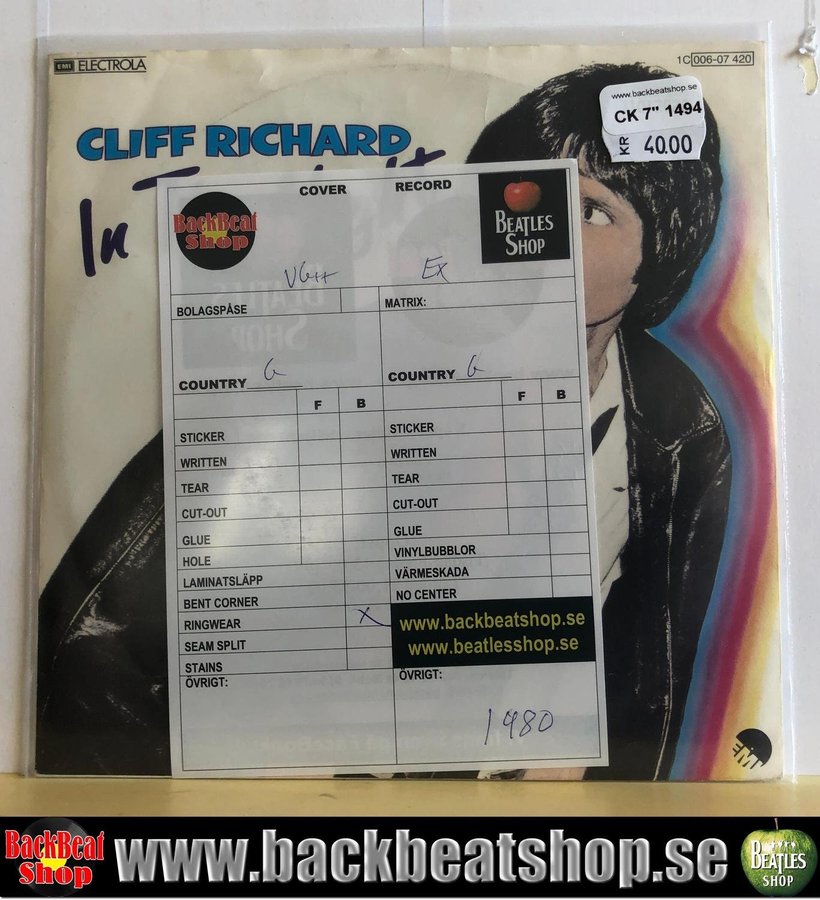 EMI ELECTROLA
1C 006-07 420
www.backbeatshop.se
CK 7" 1494
KR 40.00
CLIFF RICHARD
In
COVER RECORD
BackBeat
Shop
BEATLES
SHOP
VG++ EX
BOLAGSPÅSE MATRIX:
COUNTRY G COUNTRY G
F B F B
STICKER STICKER
WRITTEN WRITTEN
TEAR TEAR
CUT-OUT CUT-OUT
GLUE GLUE
HOLE VINYLBUBBLOR
LAMINATSLÄPP VÄRMESKADA
BENT CORNER NO CENTER
RINGWEAR X
SEAM SPLIT
STAINS
www.backbeatshop.se
www.beatlesshop.se
ÖVRIGT: ÖVRIGT:
1980
EMI
BackBeat
Shop
www.backbeatshop.se
BEATLES
SHOP